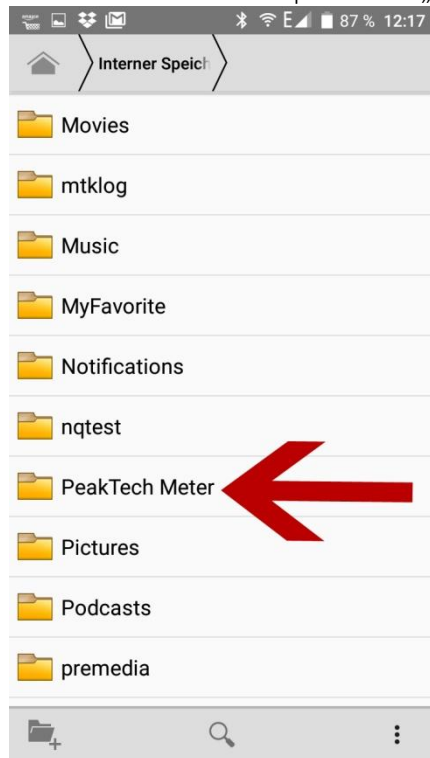 E 87 % 12:17
Interner Speich
Movies
mtklog
Music
MyFavorite
Notifications
nqtest
PeakTech Meter
Pictures
Podcasts
premedia